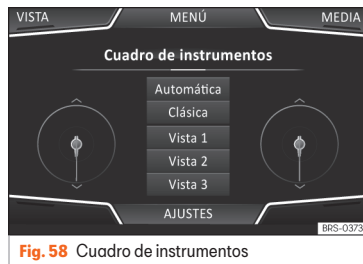 VISTA MENÚ MEDIA
Cuadro de instrumentos
Automática
Clásica
Vista 1
Vista 2
Vista 3
AJUSTES
BRS-0373
Fig. 58 Cuadro de instrumentos